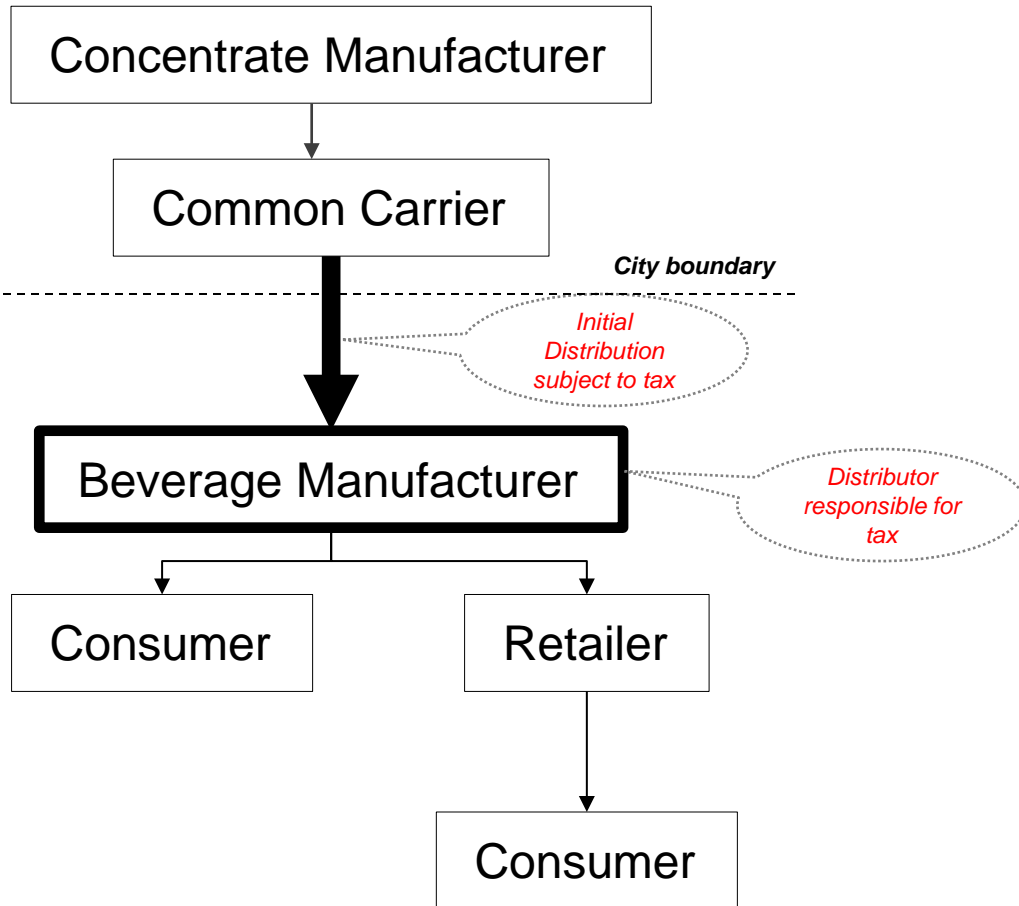 Concentrate Manufacturer
Common Carrier
City boundary
Initial
Distribution
subject to tax
Beverage Manufacturer
Distributor
responsible for
tax
Consumer
Retailer
Consumer